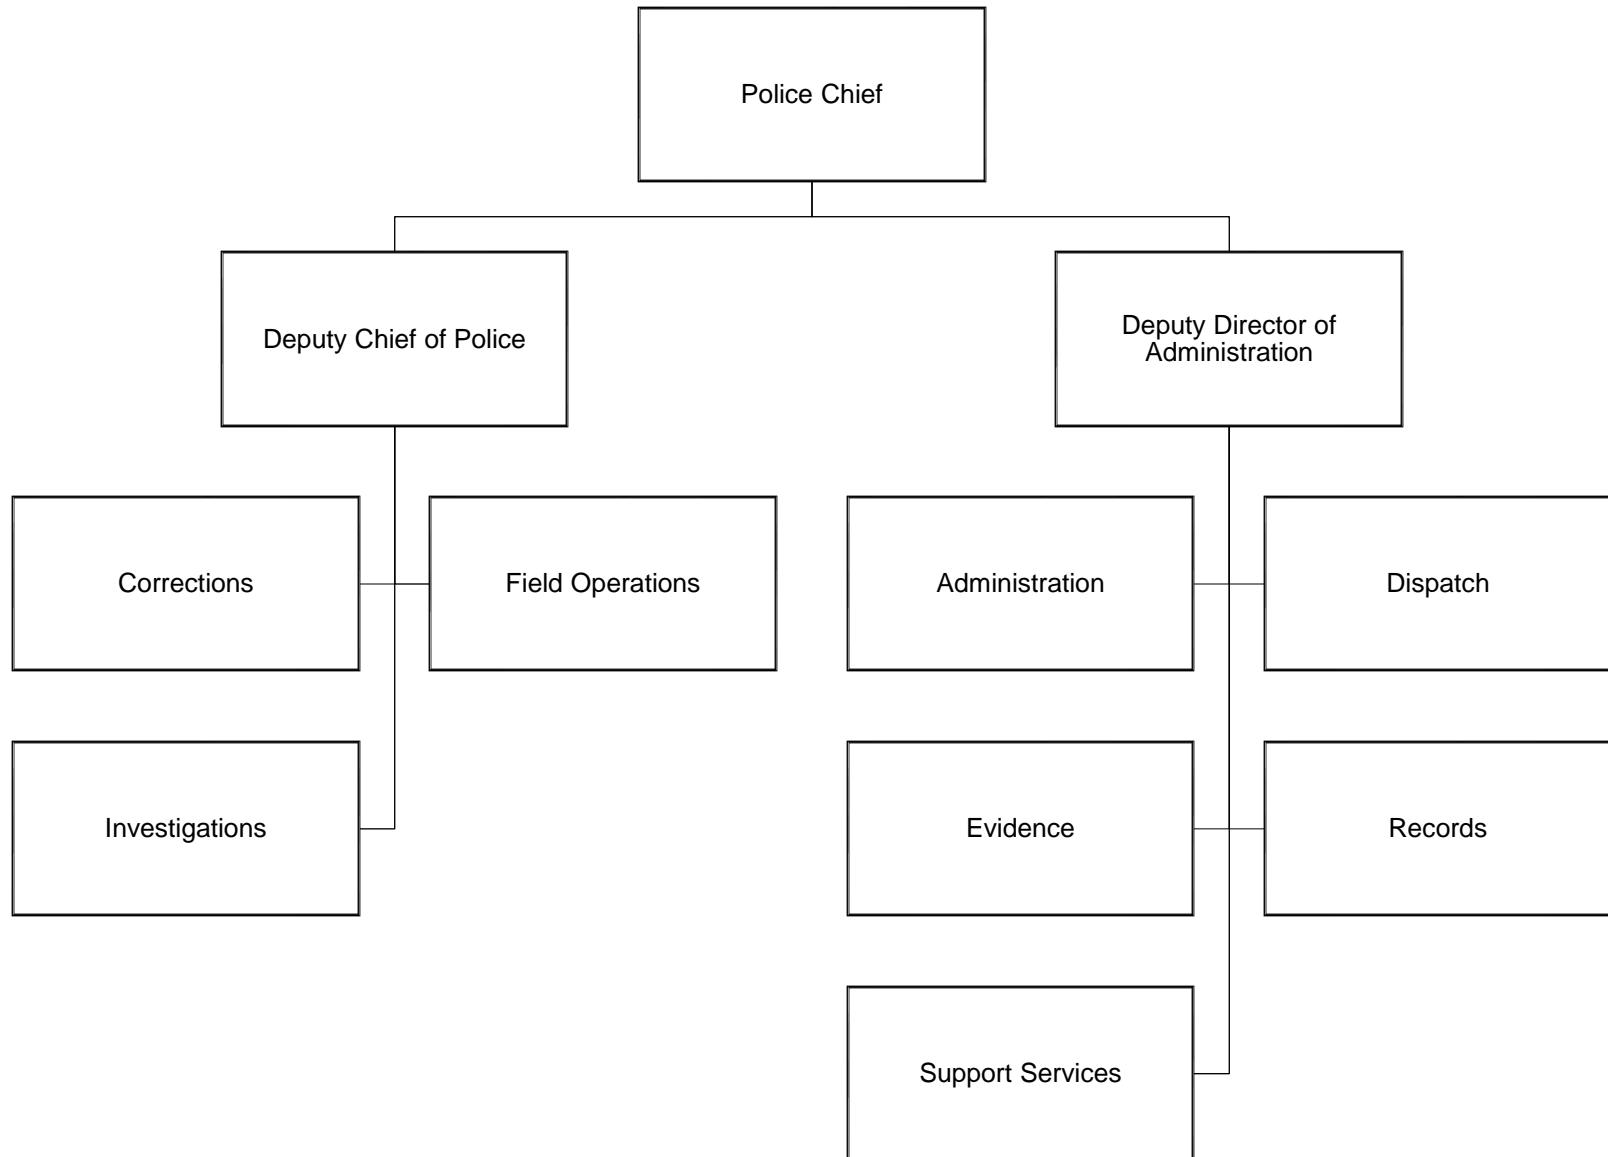 Police Chief
Deputy Chief of Police
Deputy Director of
Administration
Corrections
Field Operations
Administration
Dispatch
Investigations
Evidence
Records
Support Services